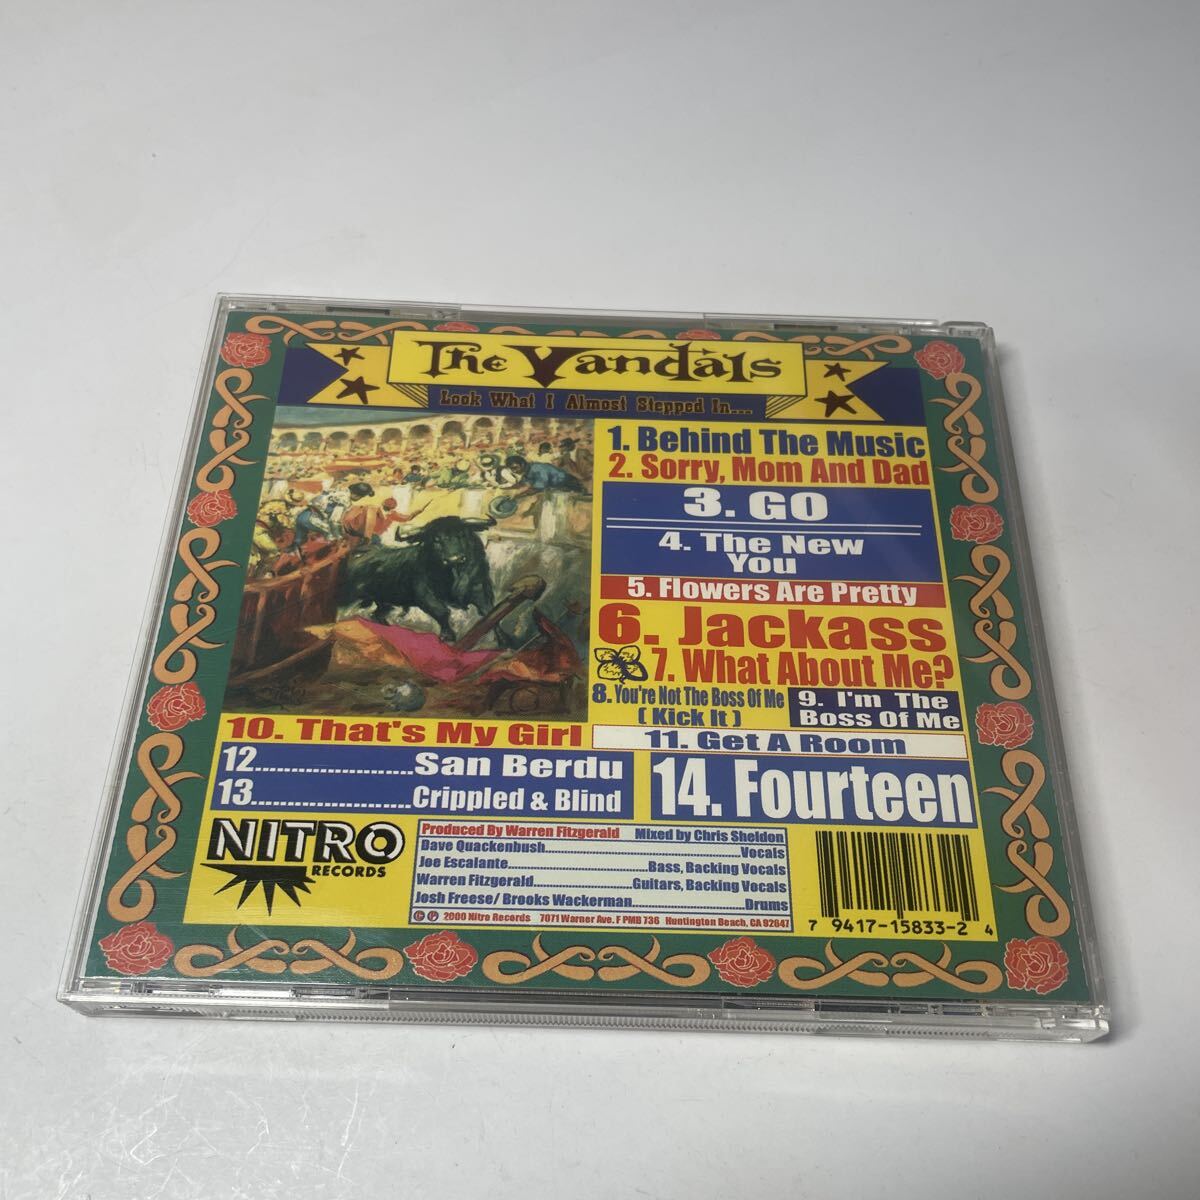 The Vandals
Look What I Almost Stepped In...
1. Behind The Music
2. Sorry, Mom And Dad
3. GO
4. The New
You
5. Flowers Are Pretty
6. Jackass
7. What About Me?
8. You're Not The Boss Of Me
( Kick It )
9. I'm The
Boss Of Me
10. That's My Girl
11. Get A Room
12......................San Berdu
13......................Crippled & Blind
14. Fourteen
NITRO
RECORDS
Produced By Warren Fitzgerald Mixed by Chris Sheldon
Dave Quackenbush......................Vocals
Joe Escalante......................Bass, Backing Vocals
Warren Fitzgerald......................Guitars, Backing Vocals
Josh Freese/ Brooks Wackerman......................Drums
© ℗ 2000 Nitro Records 7071 Warner Ave. F PMB 736 Huntington Beach, CA 92647
7 9417-15833-2 4